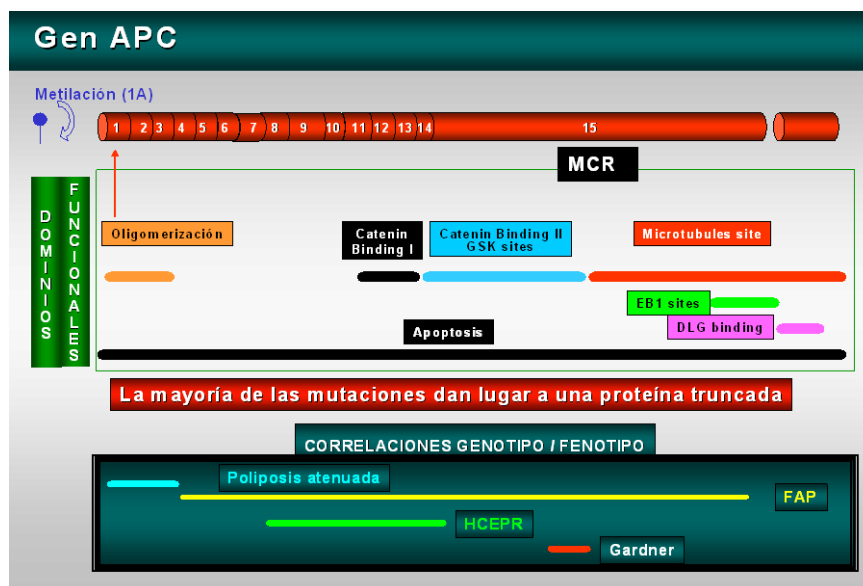 Gen APC
Metilación (1A)
1 2 3 4 5 6 7 8 9 10 11 12 13 14 15
MCR
DOMINIOS
FUNCIONALES
Oligomerización
Catenin
Binding I
Catenin Binding II
GSK sites
Microtubules site
EB1 sites
DLG binding
Apoptosis
La mayoría de las mutaciones dan lugar a una proteína truncada
CORRELACIONES GENOTIPO / FENOTIPO
Poliposis atenuada
FAP
HCEPR
Gardner